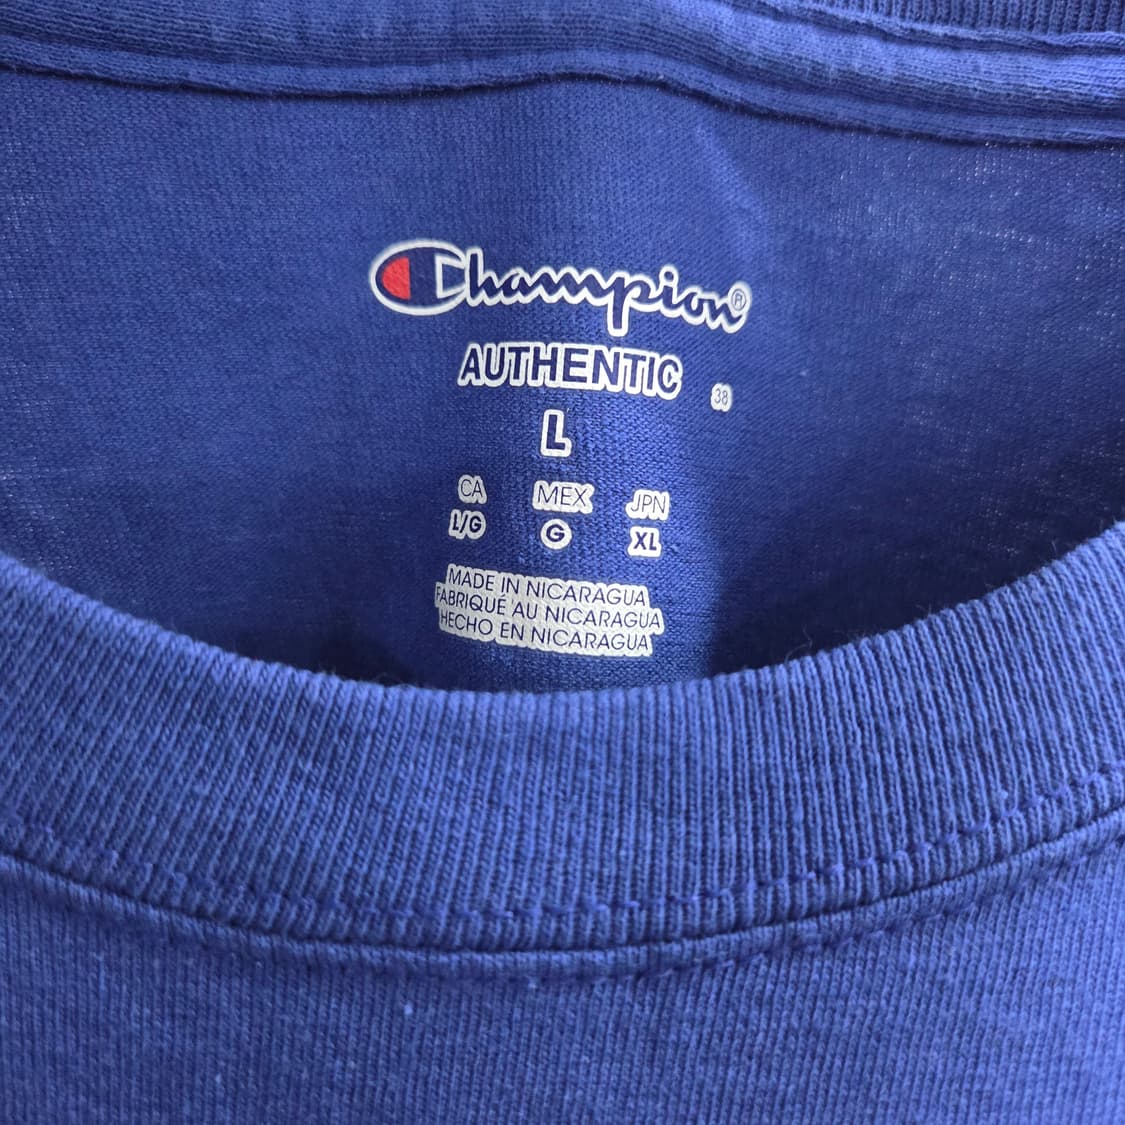 Champion®
AUTHENTIC
38
L
CA MEX JPN
L/G G XL
MADE IN NICARAGUA
FABRIQUÉ AU NICARAGUA
HECHO EN NICARAGUA